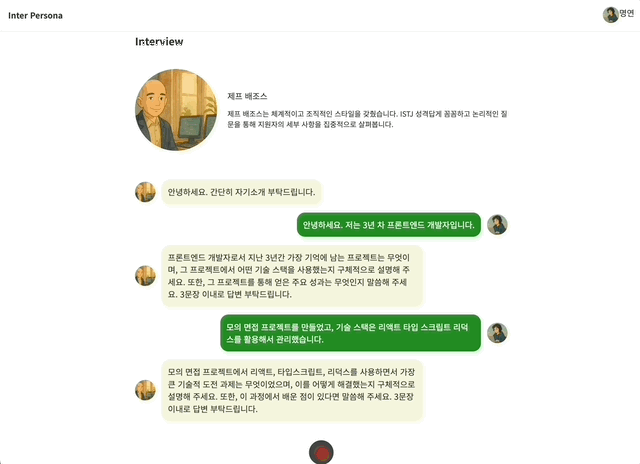 Inter Persona
명연
Interview
제프 배조스
제프 배조스는 체계적이고 조직적인 스타일을 갖췄습니다. ISTJ 성격답게 꼼꼼하고 논리적인 질
문을 통해 지원자의 세부 사항을 집중적으로 살펴봅니다.
안녕하세요. 간단히 자기소개 부탁드립니다.
안녕하세요. 저는 3년 차 프론트엔드 개발자입니다.
프론트엔드 개발자로서 지난 3년간 가장 기억에 남는 프로젝트는 무엇이
며, 그 프로젝트에서 어떤 기술 스택을 사용했는지 구체적으로 설명해 주
세요. 또한, 그 프로젝트를 통해 얻은 주요 성과는 무엇인지 말씀해 주세
요. 3문장 이내로 답변 부탁드립니다.
모의 면접 프로젝트를 만들었고, 기술 스택은 리액트 타입 스크립트 리덕
스를 활용해서 관리했습니다.
모의 면접 프로젝트에서 리액트, 타입스크립트, 리덕스를 사용하면서 가장
큰 기술적 도전 과제는 무엇이었으며, 이를 어떻게 해결했는지 구체적으로
설명해 주세요. 또한, 이 과정에서 배운 점이 있다면 말씀해 주세요. 3문장
이내로 답변 부탁드립니다.